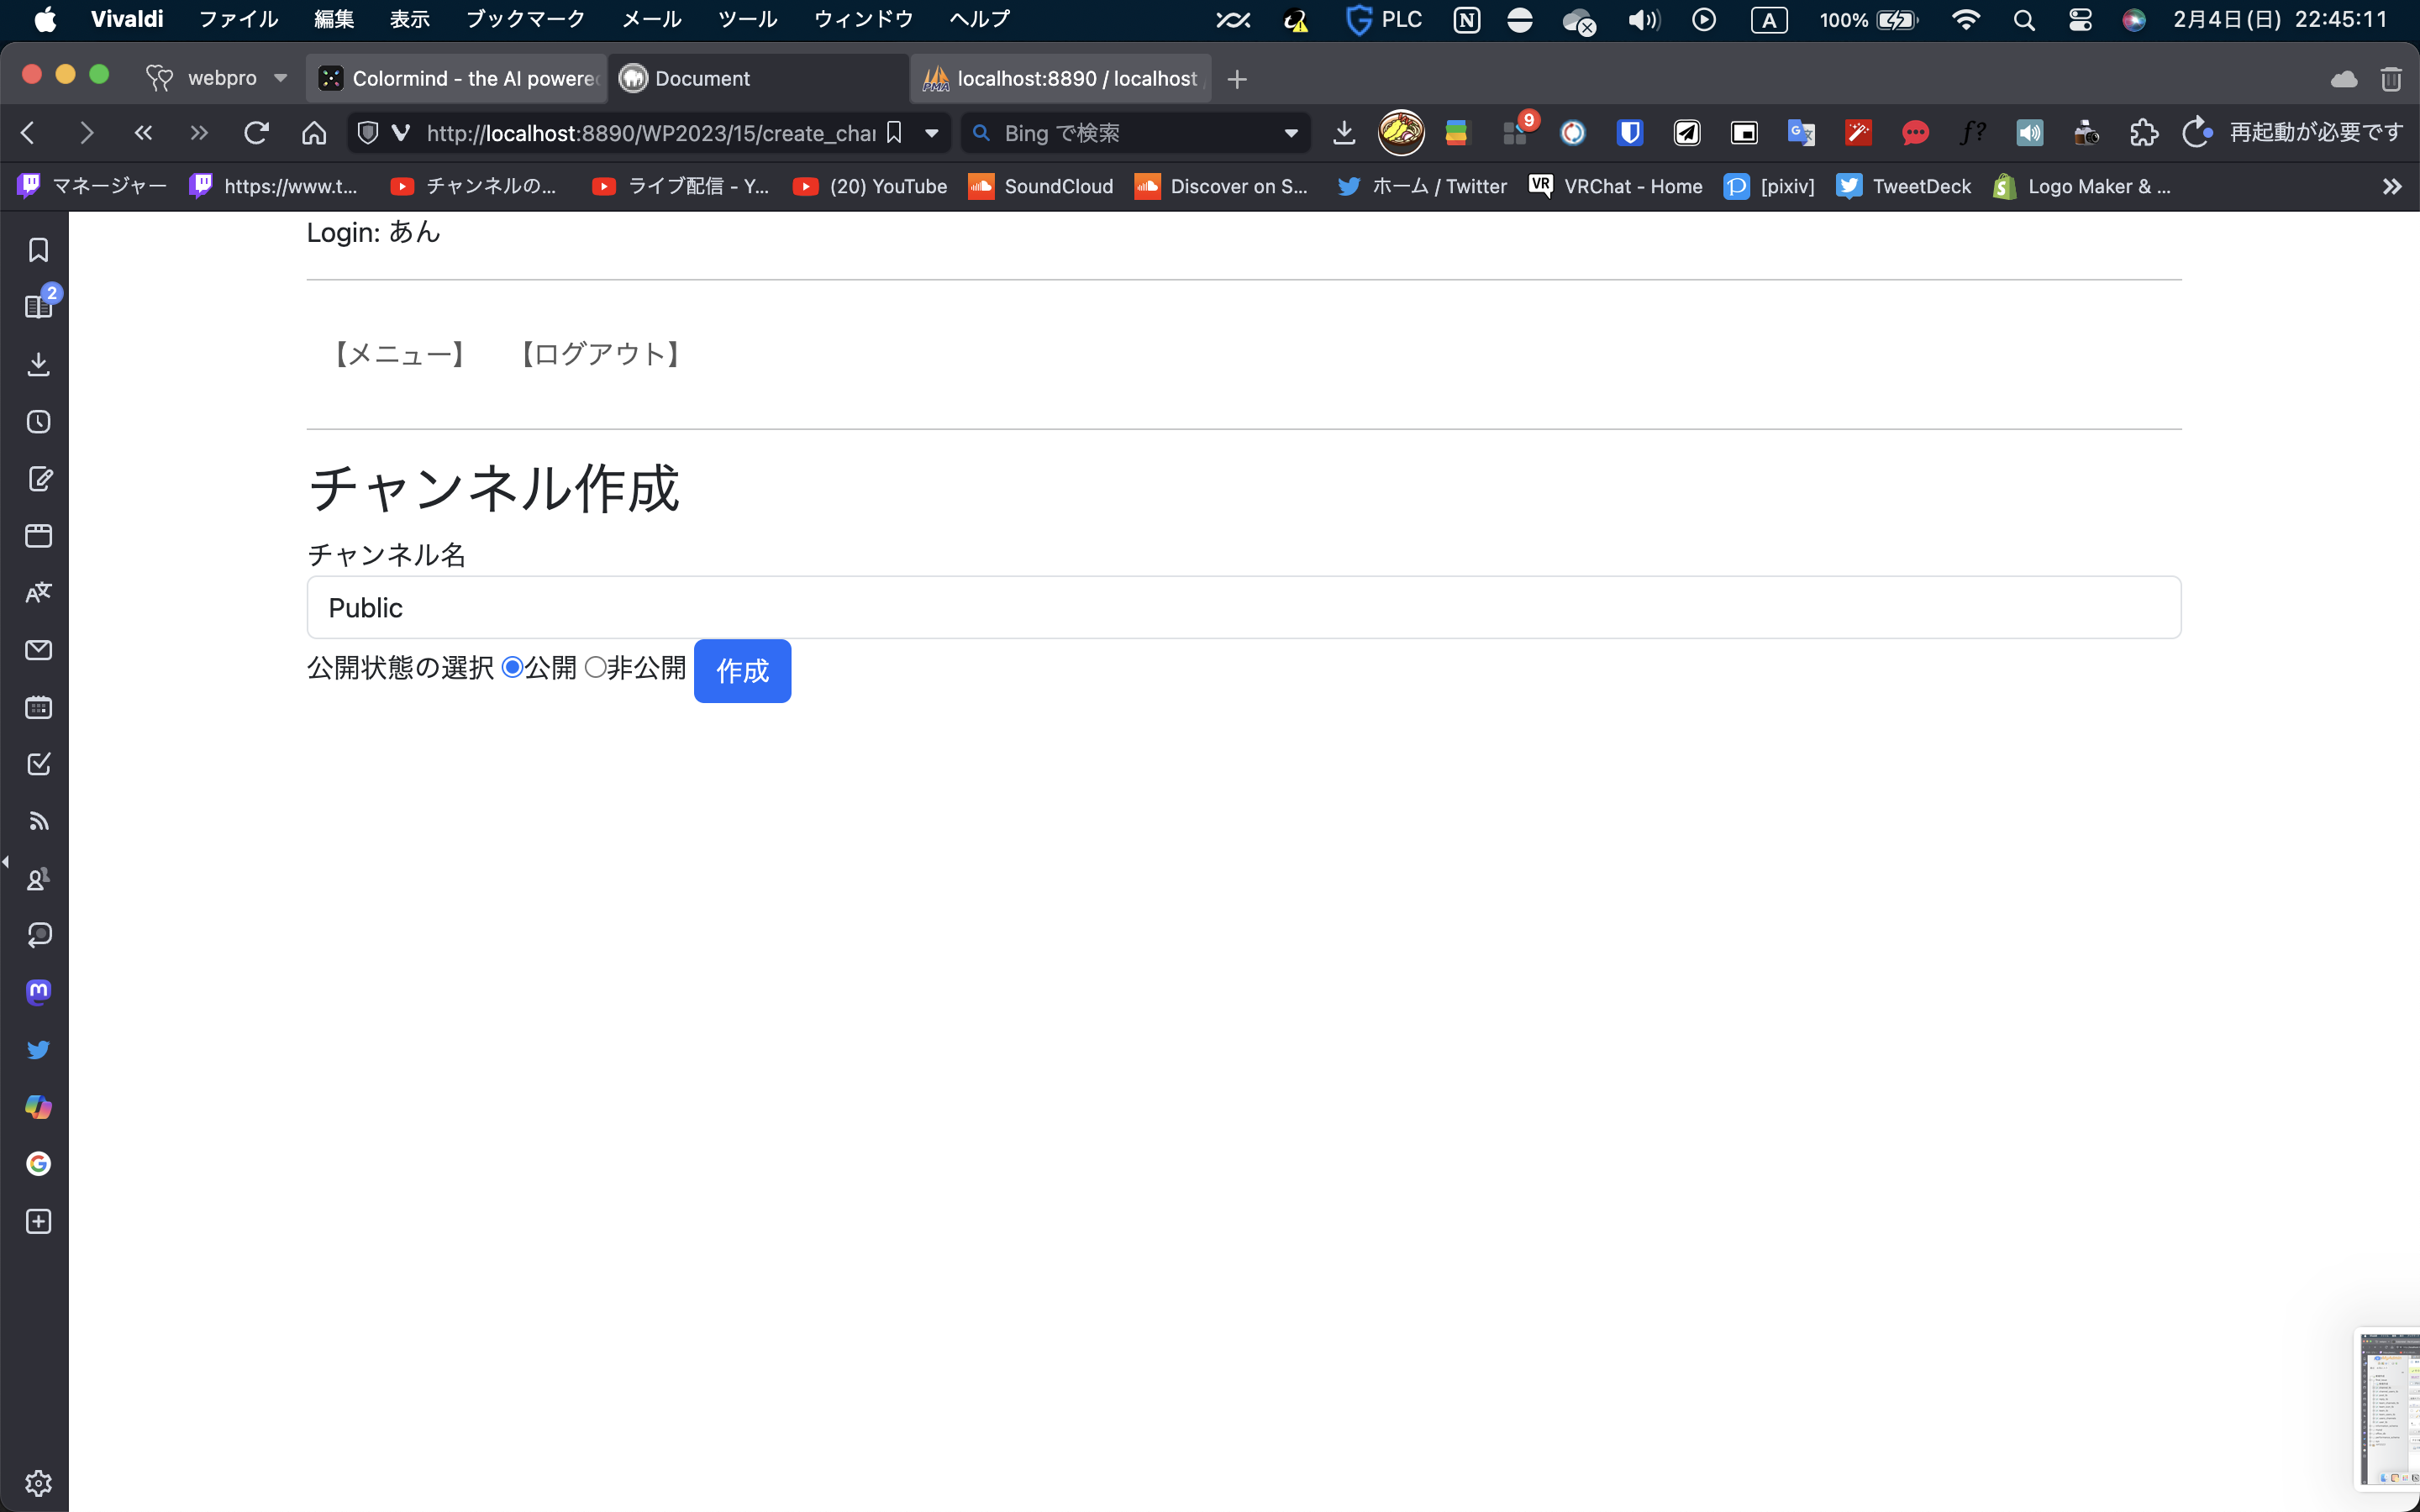 Vivaldi ファイル 編集 表示 ブックマーク メール ツール ウィンドウ ヘルプ PLC A 100% 2月4日(日) 22:45:11
webpro Colormind - the AI powere Document localhost:8890 / localhost
http://localhost:8890/WP2023/15/create_char Bing で検索 9 再起動が必要です
マネージャー https://www.t... チャンネルの... ライブ配信 - Y... (20) YouTube SoundCloud Discover on S... ホーム / Twitter VRChat - Home [pixiv] TweetDeck Logo Maker & ...
2
Login: あん
【メニュー】 【ログアウト】
チャンネル作成
チャンネル名
Public
公開状態の選択 公開 非公開 作成